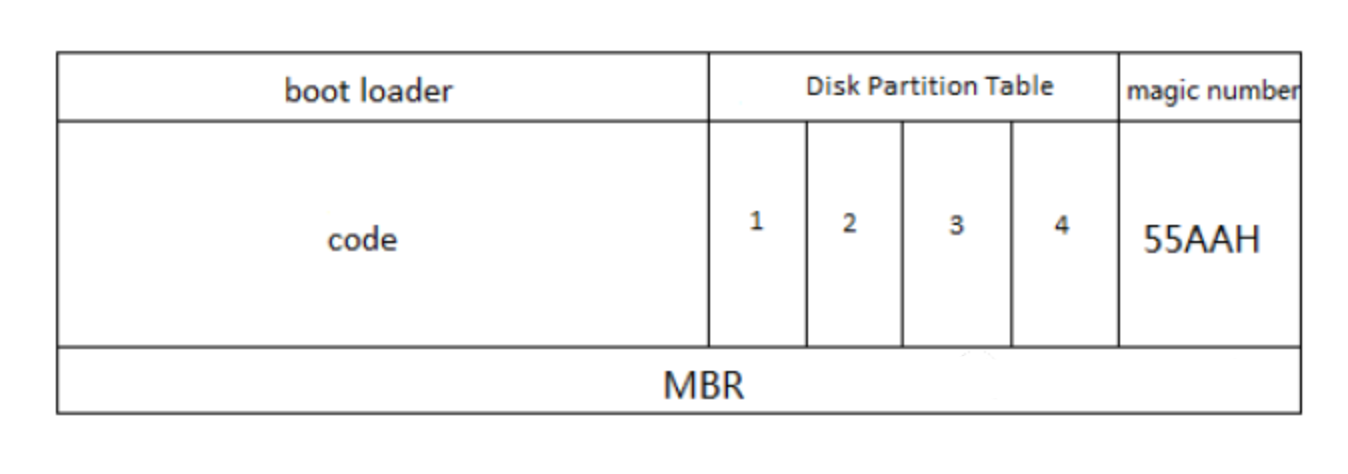 boot loader
Disk Partition Table
magic number
code
1
2
3
4
55AAH
MBR